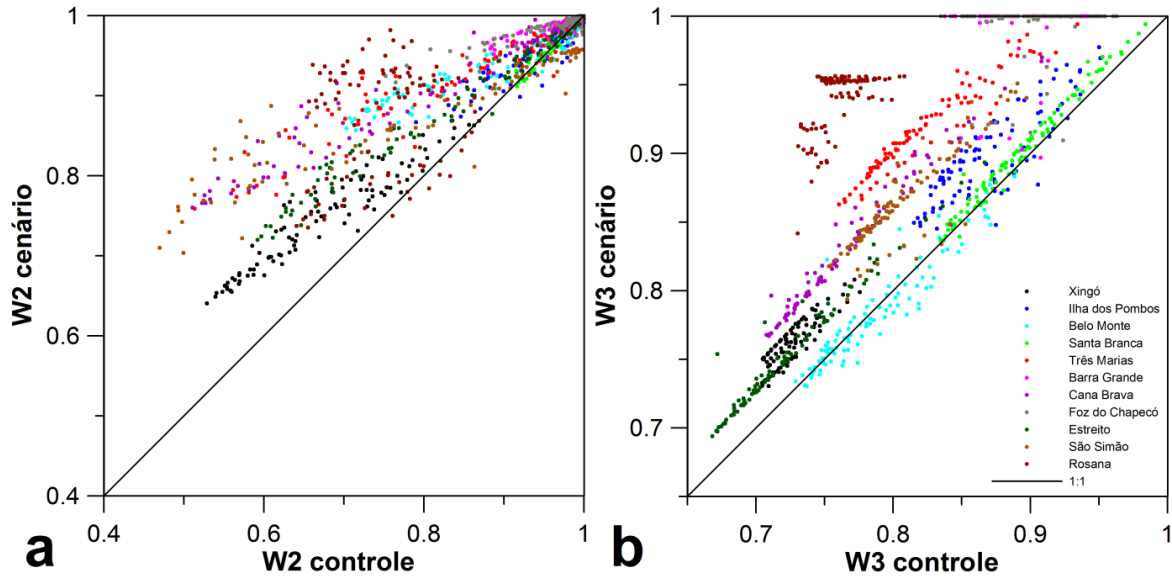 1
0.8
0.6
0.4
W2 cenário
0.4
0.6
0.8
1
W2 controle
a
1
0.9
0.8
0.7
W3 cenário
0.7
0.8
0.9
1
W3 controle
b
Xingó
Ilha dos Pombos
Belo Monte
Santa Branca
Três Marias
Barra Grande
Cana Brava
Foz do Chapecó
Estreito
São Simão
Rosana
1:1